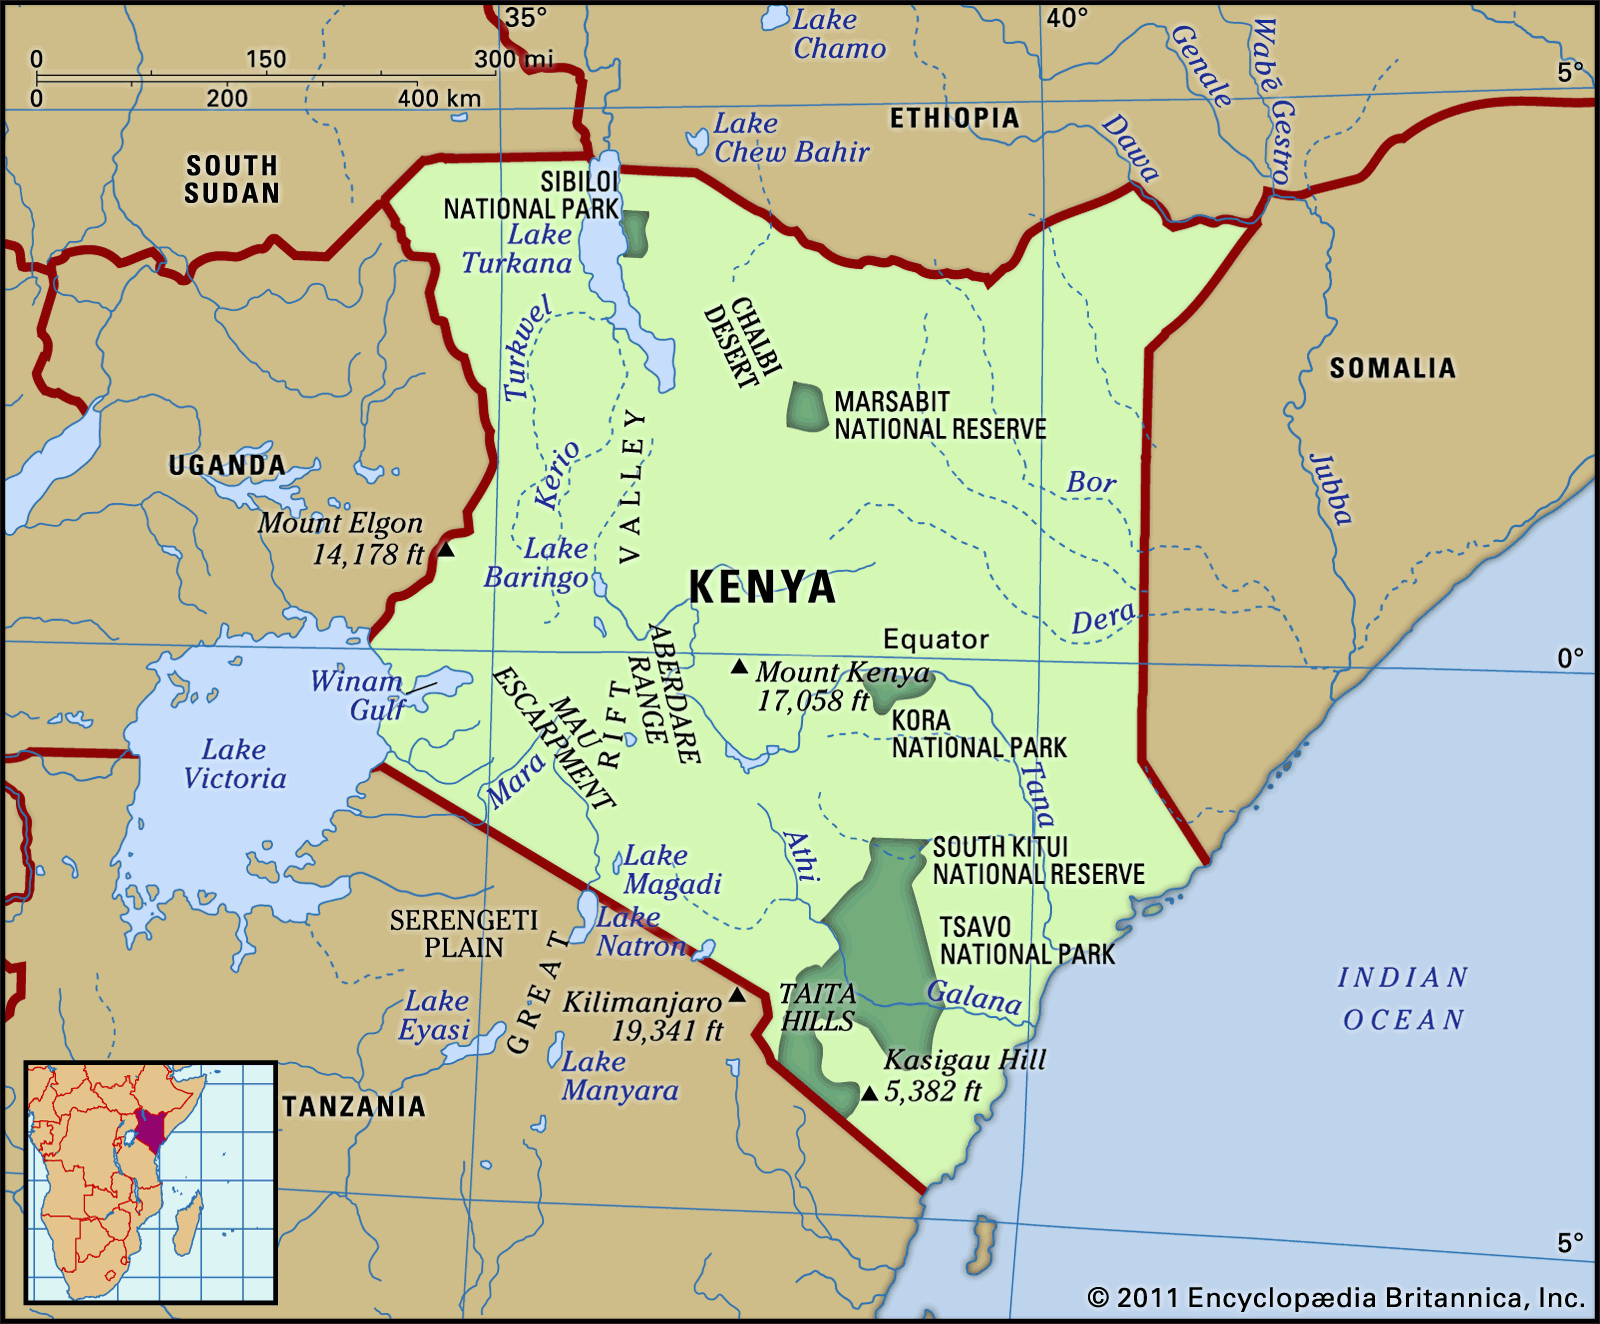 35°
40°
Lake
Chamo
Genale
Wabē Gestro
0 150 300 mi
0 200 400 km
5°
ETHIOPIA
Lake
Chew Bahir
Dawa
SOUTH
SUDAN
SIBILOI
NATIONAL PARK
Lake
Turkana
Turkwel
CHALBI
DESERT
SOMALIA
MARSABIT
NATIONAL RESERVE
UGANDA
Kerio
VALLEY
Bor
Jubba
Mount Elgon
14,178 ft
Lake
Baringo
KENYA
Dera
Equator
0°
Mount Kenya
17,058 ft
Winam
Gulf
ABERDARE
RANGE
RIFT
MAU
ESCARPMENT
KORA
NATIONAL PARK
Lake
Victoria
Mara
Tana
Athi
SOUTH KITUI
NATIONAL RESERVE
Lake
Magadi
SERENGETI
PLAIN
Lake
Natron
TSAVO
NATIONAL PARK
GREAT
INDIAN
OCEAN
Lake
Eyasi
Kilimanjaro
19,341 ft
TAITA
HILLS
Galana
Lake
Manyara
Kasigau Hill
5,382 ft
TANZANIA
5°
© 2011 Encyclopædia Britannica, Inc.